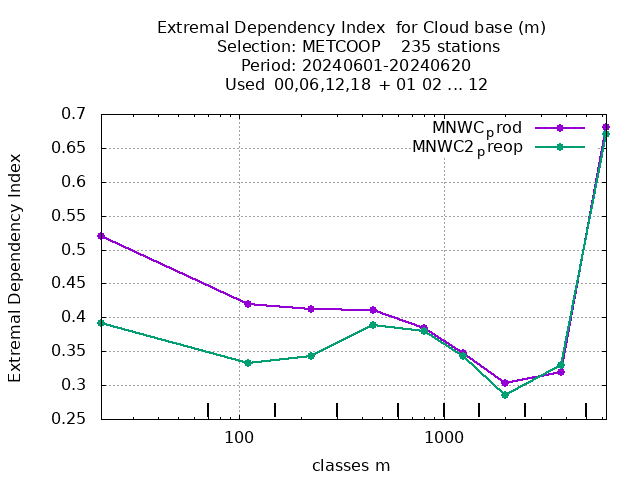 Extremal Dependency Index  for Cloud base (m)
Selection: METCOOP    235 stations
Period: 20240601-20240620
Used  00,06,12,18 + 01 02 ... 12
MNWCprod
MNWC2preop
0.7
0.65
0.6
0.55
0.5
0.45
0.4
0.35
0.3
0.25
Extremal Dependency Index
100 1000
classes m